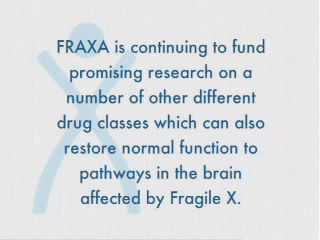 FRAXA is continuing to fund
promising research on a
number of other different
drug classes which can also
restore normal function to
pathways in the brain
affected by Fragile X.